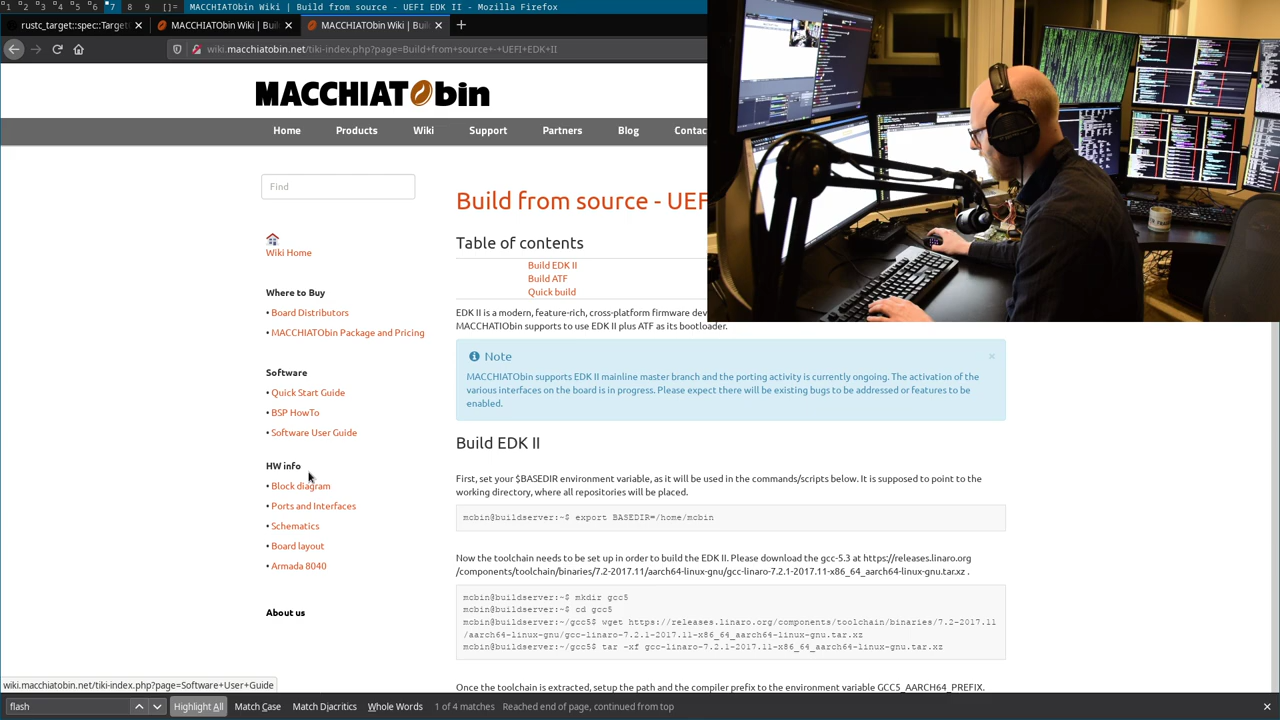 1 2 3 4 5 6 7 8 9 []= MACCHIATObin Wiki | Build from source - UEFI EDK II - Mozilla Firefox
rustc_target::spec::Target
MACCHIATObin Wiki | Bui
MACCHIATObin Wiki | Buil
wiki.macchiatobin.net/tiki-index.php?page=Build+from+source+-+UEFI+EDK+II
MACCHIATObin
Home Products Wiki Support Partners Blog Contac
Find
Wiki Home
Where to Buy
• Board Distributors
• MACCHIATObin Package and Pricing
Software
• Quick Start Guide
• BSP HowTo
• Software User Guide
HW info
• Block diagram
• Ports and Interfaces
• Schematics
• Board layout
• Armada 8040
About us
Build from source - UEF
Table of contents
Build EDK II
Build ATF
Quick build
EDK II is a modern, feature-rich, cross-platform firmware dev
MACCHATIObin supports to use EDK II plus ATF as its bootloader.
Note
×
MACCHIATObin supports EDK II mainline master branch and the porting activity is currently ongoing. The activation of the
various interfaces on the board is in progress. Please expect there will be existing bugs to be addressed or features to be
enabled.
Build EDK II
First, set your $BASEDIR environment variable, as it will be used in the commands/scripts below. It is supposed to point to the
working directory, where all repositories will be placed.
mcbin@buildserver:~$ export BASEDIR=/home/mcbin
Now the toolchain needs to be set up in order to build the EDK II. Please download the gcc-5.3 at https://releases.linaro.org
/components/toolchain/binaries/7.2-2017.11/aarch64-linux-gnu/gcc-linaro-7.2.1-2017.11-x86_64_aarch64-linux-gnu.tar.xz .
mcbin@buildserver:~$ mkdir gcc5
mcbin@buildserver:~$ cd gcc5
mcbin@buildserver:~/gcc5$ wget https://releases.linaro.org/components/toolchain/binaries/7.2-2017.11
/aarch64-linux-gnu/gcc-linaro-7.2.1-2017.11-x86_64_aarch64-linux-gnu.tar.xz
mcbin@buildserver:~/gcc5$ tar -xf gcc-linaro-7.2.1-2017.11-x86_64_aarch64-linux-gnu.tar.xz
Once the toolchain is extracted, setup the path and the compiler prefix to the environment variable GCC5_AARCH64_PREFIX.
wiki.macchiatobin.net/tiki-index.php?page=Software+User+Guide
flash
Highlight All Match Case Match Diacritics Whole Words 1 of 4 matches Reached end of page, continued from top